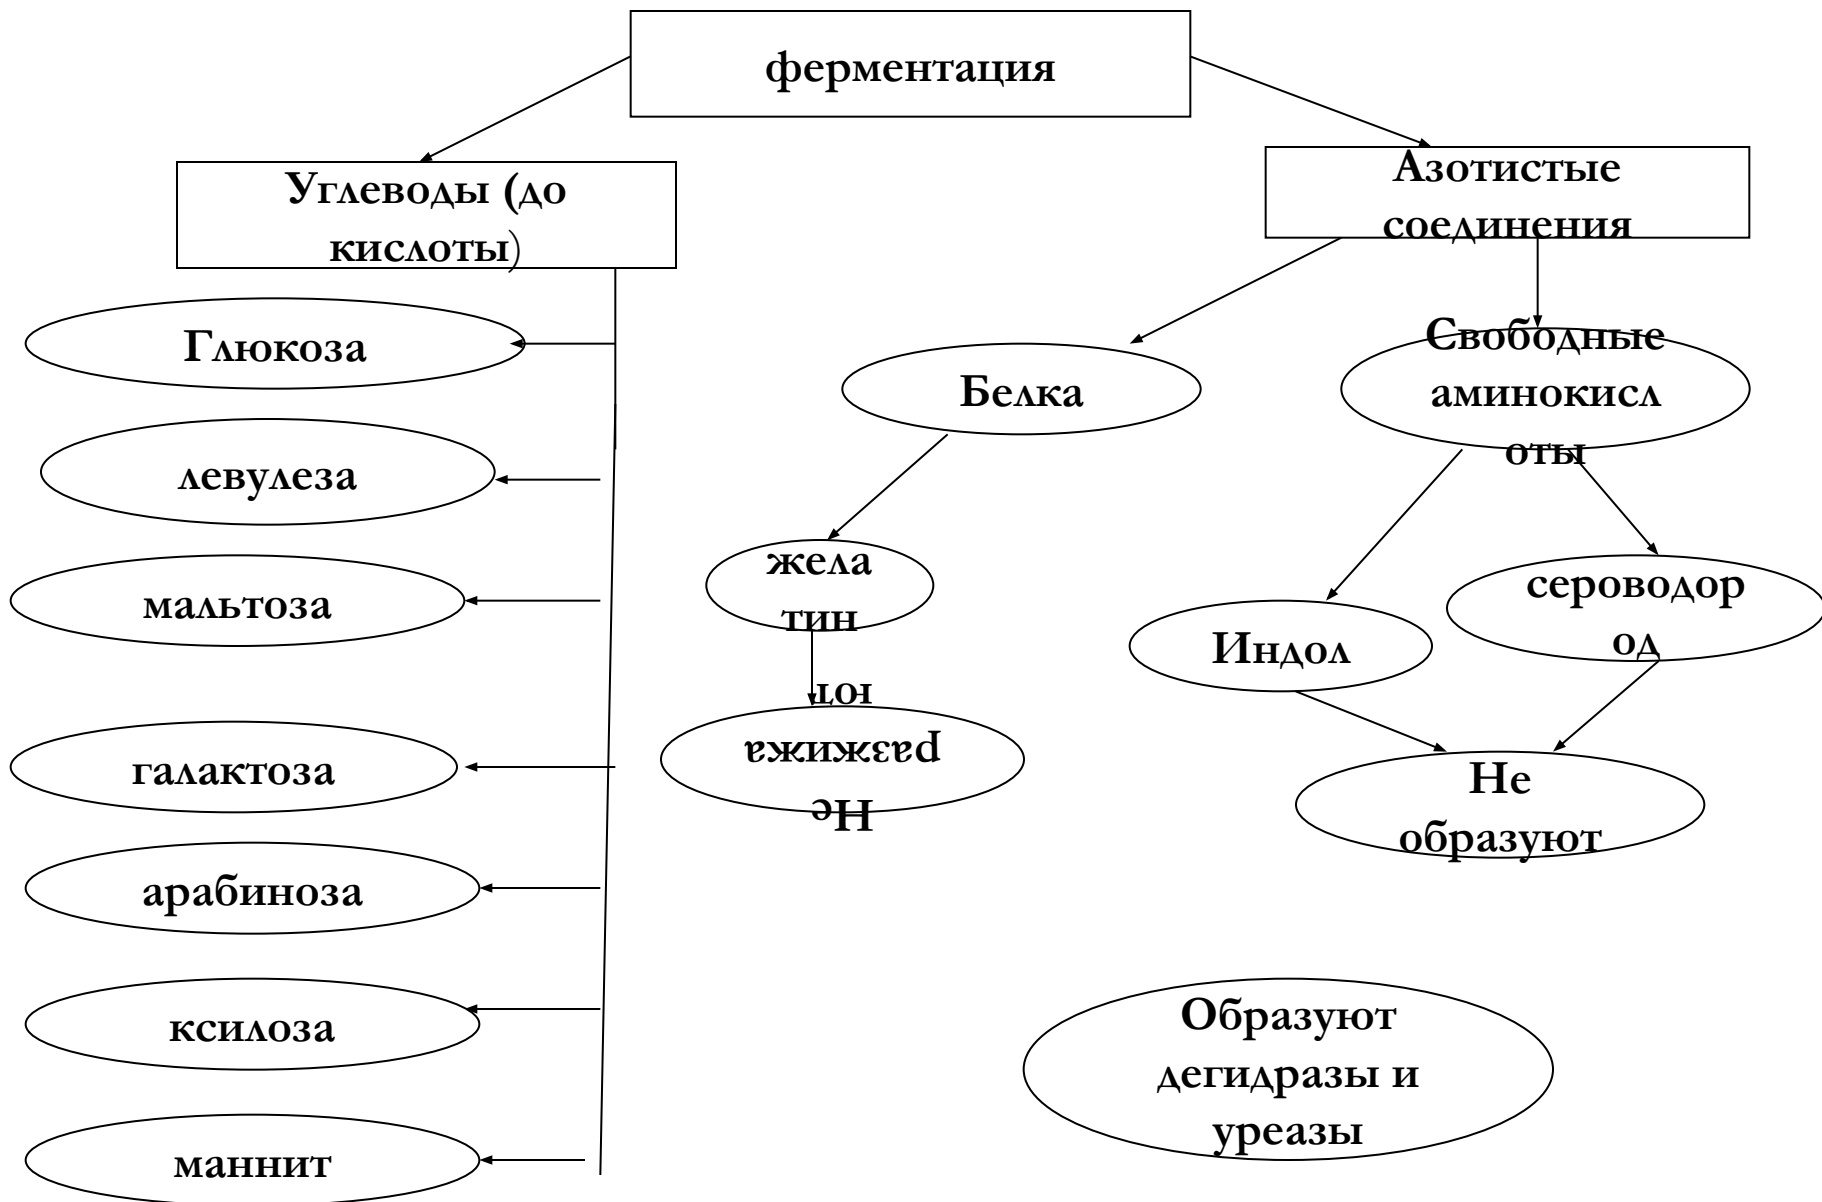 ферментация
Углеводы (до
кислоты)
Азотистые
соединения
Глюкоза
левулеза
мальтоза
галактоза
арабиноза
ксилоза
маннит
Белка
Свободные
аминокисл
оты
жела
тин
Не
разжижа
ют
Индол
сероводор
од
Не
образуют
Образуют
дегидразы и
уреазы